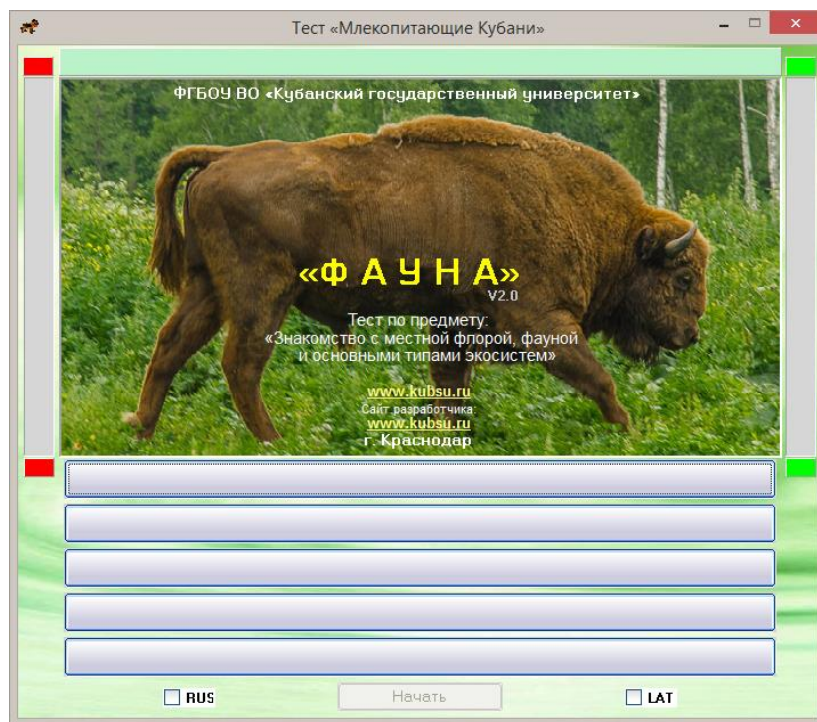 Тест «Млекопитающие Кубани»
ФГБОУ ВО «Кубанский государственный университет»
«Ф А У Н А»
V2.0
Тест по предмету:
«Знакомство с местной флорой, фауной
и основными типами экосистем»
www.kubsu.ru
Сайт разработчика:
www.kubsu.ru
г. Краснодар
RUS
Начать
LAT